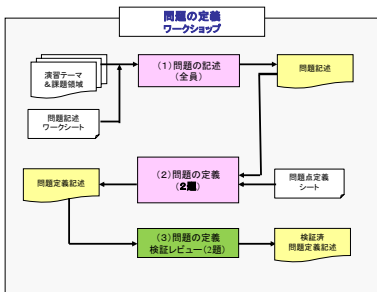 問題の定義
ワークショップ
演習テーマ
＆課題領域
(1)問題の記述
(全員)
問題記述
問題記述
ワークシート
問題定義記述
(2)問題の定義
(2題)
問題点定義
シート
(3)問題の定義
検証レビュー(2題)
検証済
問題定義記述